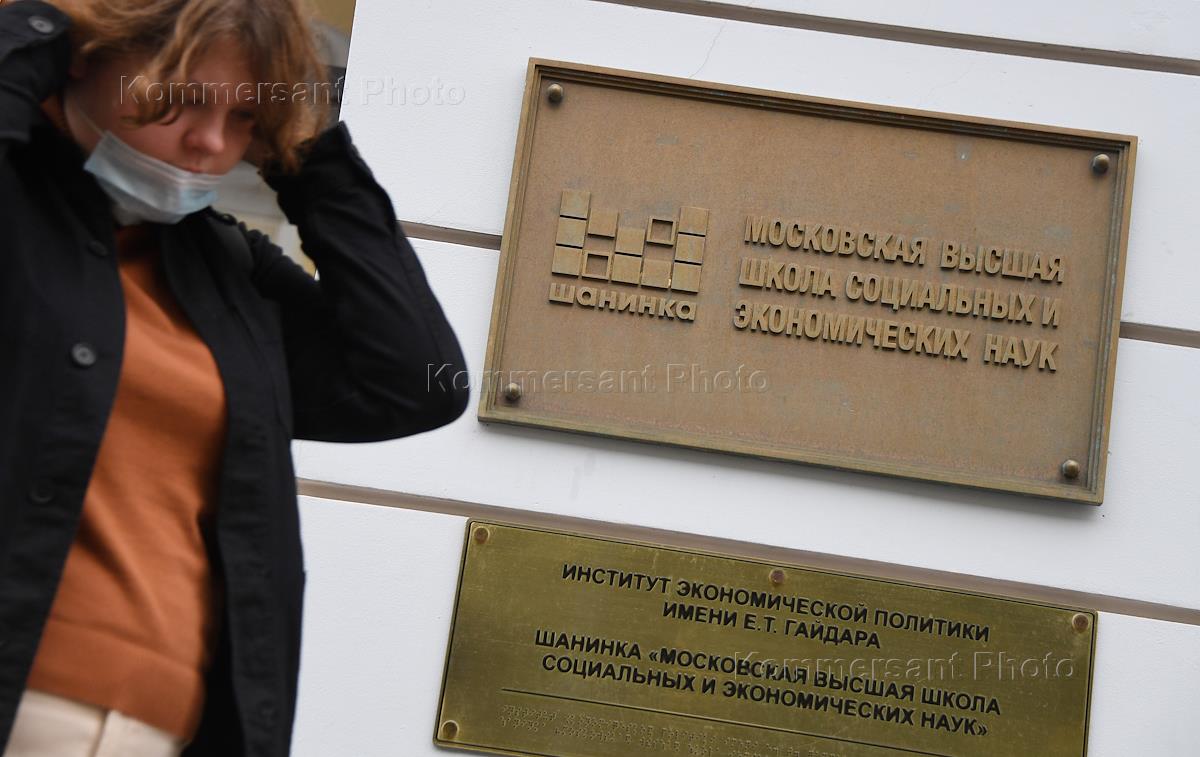 Kommersant Photo
шанинка
МОСКОВСКАЯ ВЫСШАЯ
ШКОЛА СОЦИАЛЬНЫХ И
ЭКОНОМИЧЕСКИХ НАУК
Kommersant Photo
ИНСТИТУТ ЭКОНОМИЧЕСКОЙ ПОЛИТИКИ
ИМЕНИ Е.Т. ГАЙДАРА
ШАНИНКА «МОСКОВСКАЯ ВЫСШАЯ ШКОЛА
СОЦИАЛЬНЫХ И ЭКОНОМИЧЕСКИХ НАУК»
Kommersant Photo